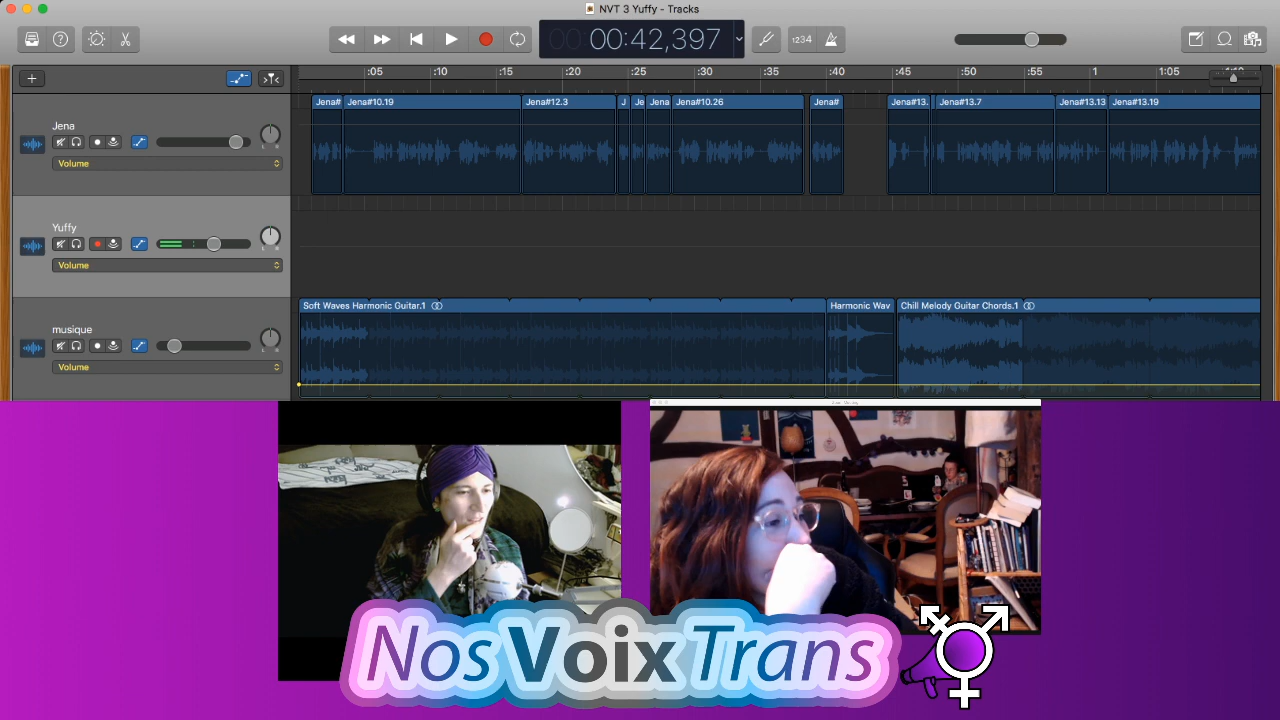 NVT 3 Yuffy - Tracks
00:42,397
1234
:05 :10 :15 :20 :25 :30 :35 :40 :45 :50 :55 1 1:05
Jena# Jena#10.19 Jena#12.3 J Je Jena Jena#10.26 Jena# Jena#13. Jena#13.7 Jena#13.13 Jena#13.19
Jena
L R
Volume
Yuffy
L R
Volume
Soft Waves Harmonic Guitar.1 Harmonic Wav Chill Melody Guitar Chords.1
musique
L R
Volume
Nos Voix Trans